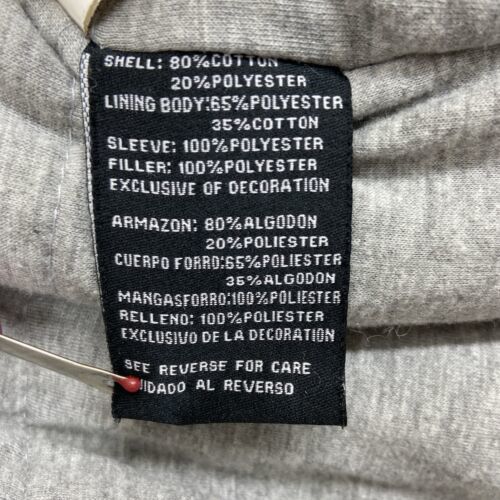 SHELL: 80%COTTON
20%POLYESTER
LINING BODY:65%POLYESTER
35%COTTON
SLEEVE: 100%POLYESTER
FILLER: 100%POLYESTER
EXCLUSIVE OF DECORATION
ARMAZON: 80%ALGODON
20%POLIESTER
CUERPO FORRO:65%POLIESTER
35%ALGODON
MANGASFORRO:100%POLIESTER
RELLENO: 100%POLIESTER
EXCLUSIVO DE LA DECORATION
SEE REVERSE FOR CARE
CUIDADO AL REVERSO